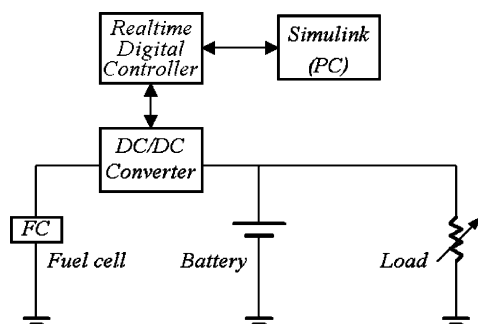 Realtime
Digital
Controller
Simulink
(PC)
DC/DC
Converter
FC
Fuel cell
Battery
Load